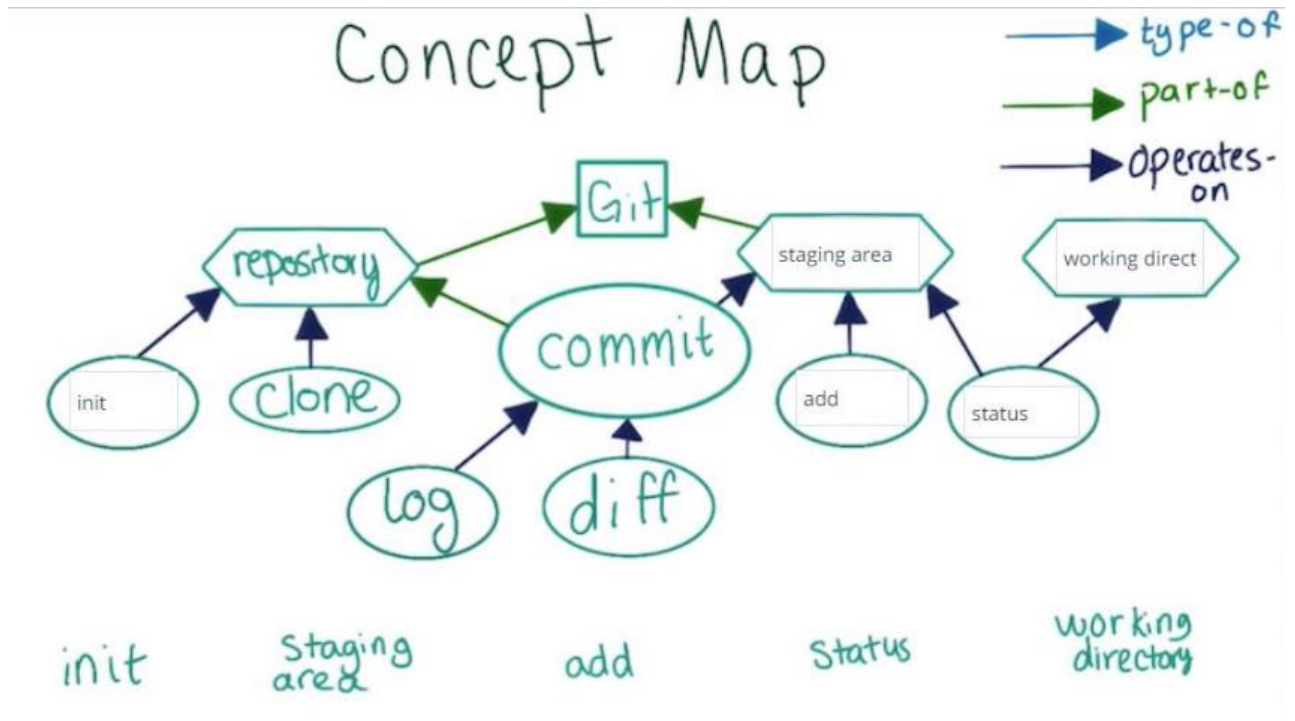 Concept Map
type-of
part-of
operates-
on
Git
repository
staging area
working direct
commit
init
clone
add
status
log
diff
init
Staging
area
add
Status
working
directory